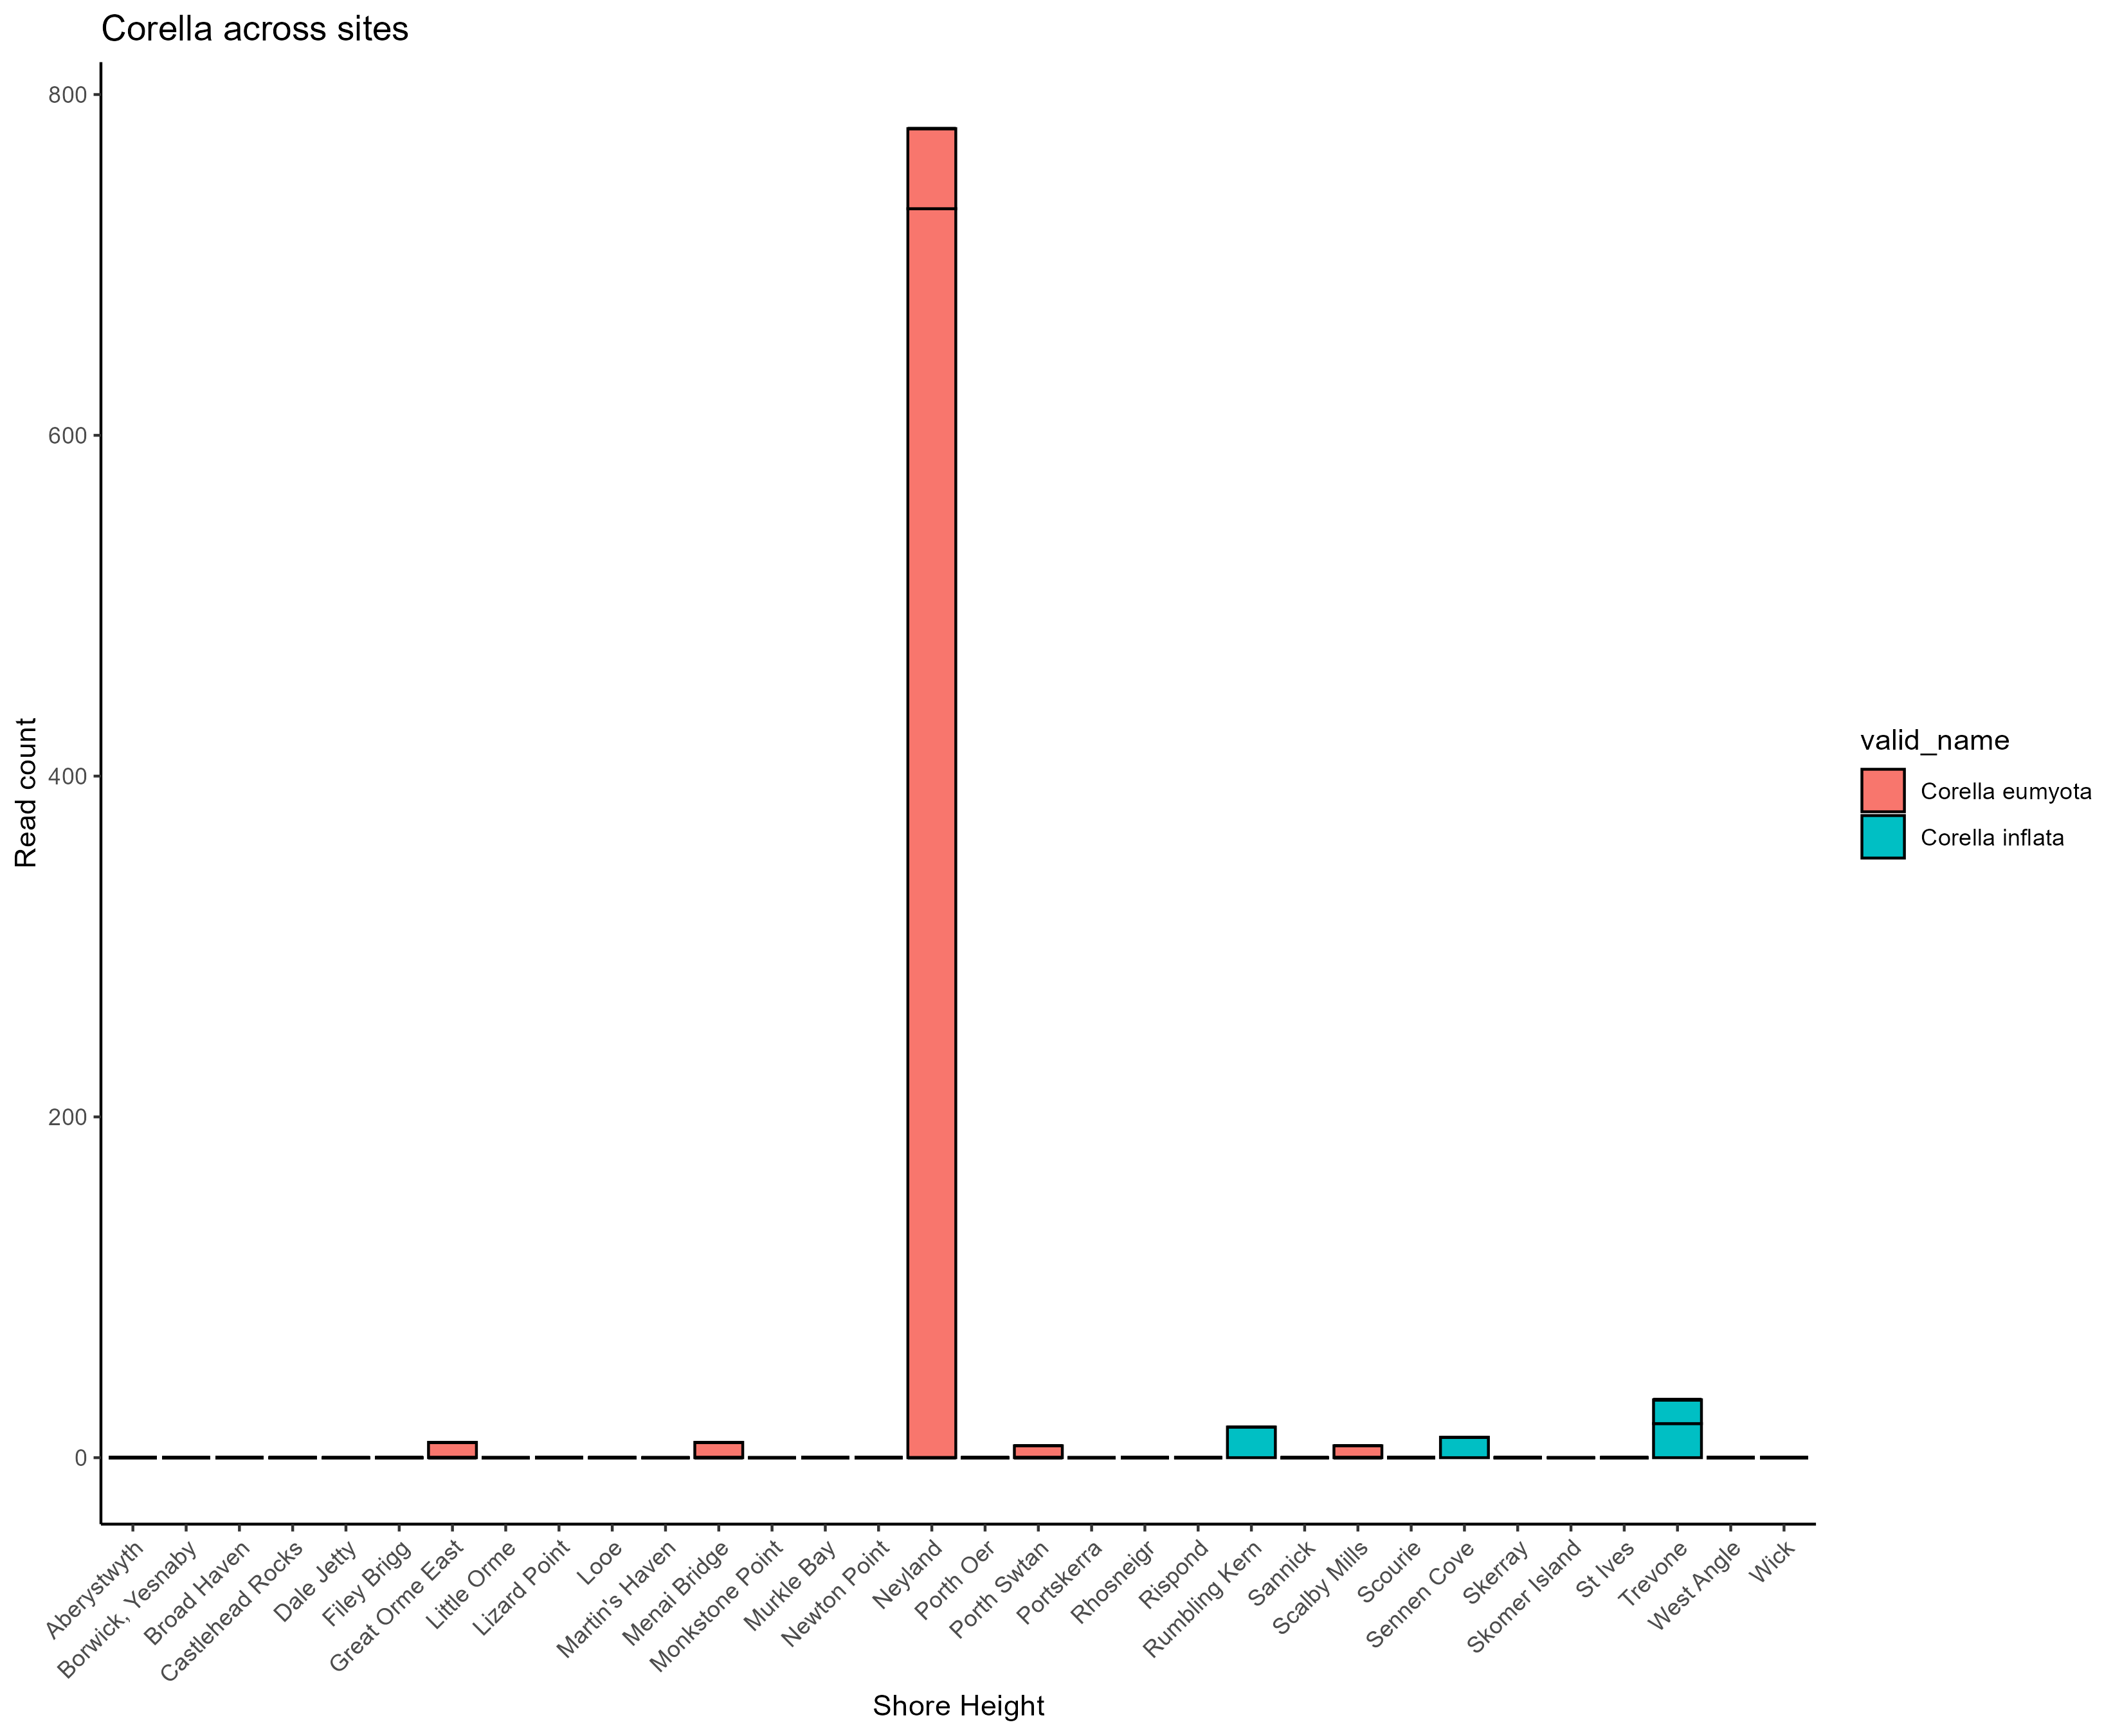 Corella across sites
800
600
400
200
0
Read count
Aberystwyth
Borwick, Yesnaby
Broad Haven
Castlehead Rocks
Dale Jetty
Filey Brigg
Great Orme East
Little Orme
Lizard Point
Looe
Martin's Haven
Menai Bridge
Monkstone Point
Murkle Bay
Newton Point
Neyland
Porth Oer
Porth Swtan
Portskerra
Rhosneigr
Rispond
Rumbling Kern
Sannick
Scalby Mills
Scourie
Sennen Cove
Skerray
Skomer Island
St Ives
Trevone
West Angle
Wick
Shore Height
valid_name
Corella eumyota
Corella inflata